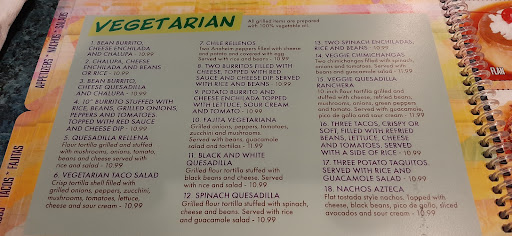 VEGETARIAN
All grilled items are prepared
with 100% vegetable oil.
1. BEAN BURRITO,
CHEESE ENCHILADA
AND CHALUPA - 10.99
2. CHALUPA, CHEESE
ENCHILADA AND BEANS
OR RICE - 10.99
3. BEAN BURRITO,
CHEESE QUESADILLA
AND CHALUPA - 10.99
4. 10" BURRITO STUFFED WITH
RICE, BEANS, GRILLED ONIONS,
PEPPERS AND TOMATOES.
TOPPED WITH RED SAUCE
AND CHEESE DIP - 10.99
5. QUESADILLA RELLENA
Flour tortilla grilled and stuffed
with mushrooms, onions, tomato,
beans and cheese served with
rice and salad - 10.99
6. VEGETARIAN TACO SALAD
Crisp tortilla shell filled with
grilled onions, peppers, zucchini,
mushrooms, tomatoes, lettuce,
cheese and sour cream - 10.99
7. CHILE RELLENOS
Two Anaheim peppers filled with cheese
and potato and covered with egg.
Served with rice and beans - 10.99
8. TWO BURRITOS FILLED WITH
CHEESE, TOPPED WITH RED
SAUCE AND CHEESE DIP SERVED
WITH RICE AND BEANS - 10.99
9. POTATO BURRITO AND
CHEESE ENCHILADA TOPPED
WITH LETTUCE, SOUR CREAM
AND TOMATO - 10.99
10. FAJITA VEGETARIANA
Grilled onions, peppers, tomatoes,
zucchini and mushrooms.
Served with rice, guacamole
salad and tortillas - 11.99
11. BLACK AND WHITE
QUESADILLA
Grilled flour tortilla stuffed with
black beans and cheese. Served
with rice and salad - 10.99
12. SPINACH QUESADILLA
Grilled flour tortilla stuffed with spinach,
cheese and beans. Served with rice
and guacamole salad - 10.99
13. TWO SPINACH ENCHILADAS,
RICE AND BEANS - 10.99
14. VEGGIE CHIMICHANGAS
Two chimichangas filled with spinach,
onions, tomatoes and served with
beans and guacamole salad - 11.99
15. VEGGIE QUESADILLA
RANCHERA
10 inch flour tortilla grilled and
stuffed with cheese, refried beans,
mushrooms, onions, green peppers
and tomato. Served with guacamole,
pico de gallo and sour cream - 11.99
16. THREE TACOS, CRISPY OR
SOFT, FILLED WITH REFRIED
BEANS, LETTUCE, CHEESE,
AND TOMATOES. SERVED
WITH A SIDE OF RICE - 10.99
17. THREE POTATO TAQUITOS.
SERVED WITH RICE AND
GUACAMOLE SALAD - 10.99
18. NACHOS AZTECA
Flat tostada style nachos. Topped with
cheese, black beans, pico de gallo, sliced
avocados and sour cream - 11.99
APPETIZERS
NACHOS
TACOS
FAJITAS
FLAN